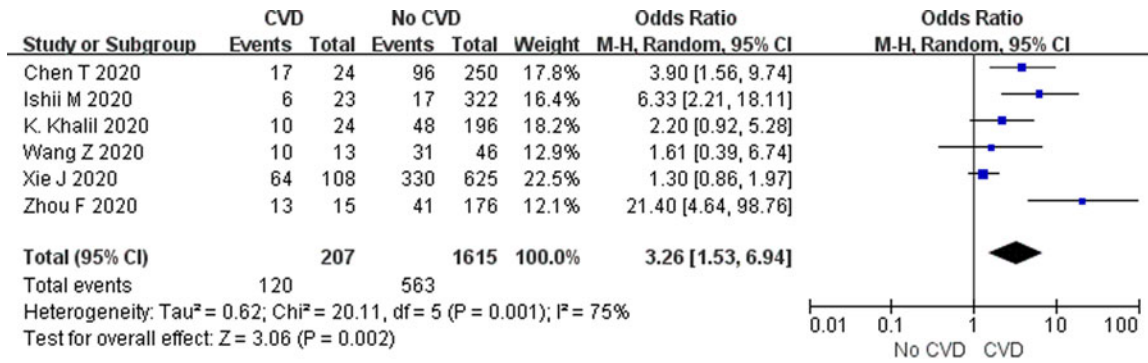 CVD No CVD Odds Ratio Odds Ratio
Study or Subgroup Events Total Events Total Weight M-H, Random, 95% CI M-H, Random, 95% CI
Chen T 2020 17 24 96 250 17.8% 3.90 [1.56, 9.74]
Ishii M 2020 6 23 17 322 16.4% 6.33 [2.21, 18.11]
K. Khalil 2020 10 24 48 196 18.2% 2.20 [0.92, 5.28]
Wang Z 2020 10 13 31 46 12.9% 1.61 [0.39, 6.74]
Xie J 2020 64 108 330 625 22.5% 1.30 [0.86, 1.97]
Zhou F 2020 13 15 41 176 12.1% 21.40 [4.64, 98.76]
Total (95% CI) 207 1615 100.0% 3.26 [1.53, 6.94]
Total events 120 563
Heterogeneity: Tau² = 0.62; Chi² = 20.11, df = 5 (P = 0.001); I² = 75%
Test for overall effect: Z = 3.06 (P = 0.002)
0.01 0.1 1 10 100
No CVD CVD